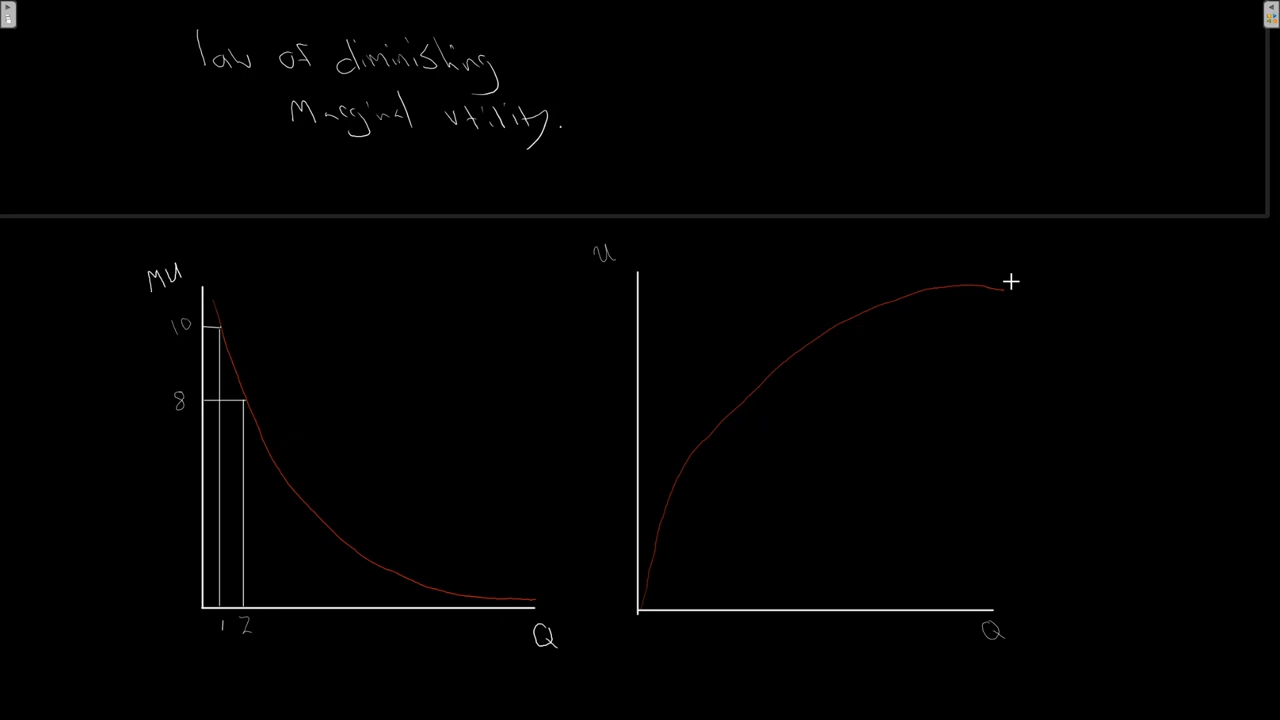 law of diminishing
Marginal utility.
MU
10
8
1 2
Q
U
Q